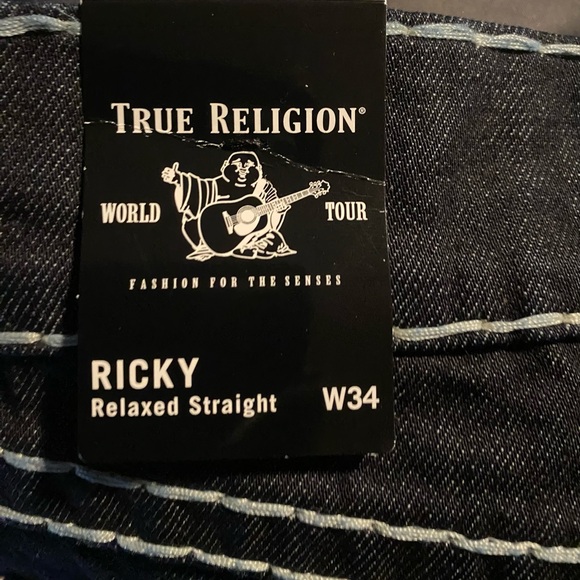 TRUE RELIGION®
WORLD TOUR
FASHION FOR THE SENSES
RICKY
Relaxed Straight W34